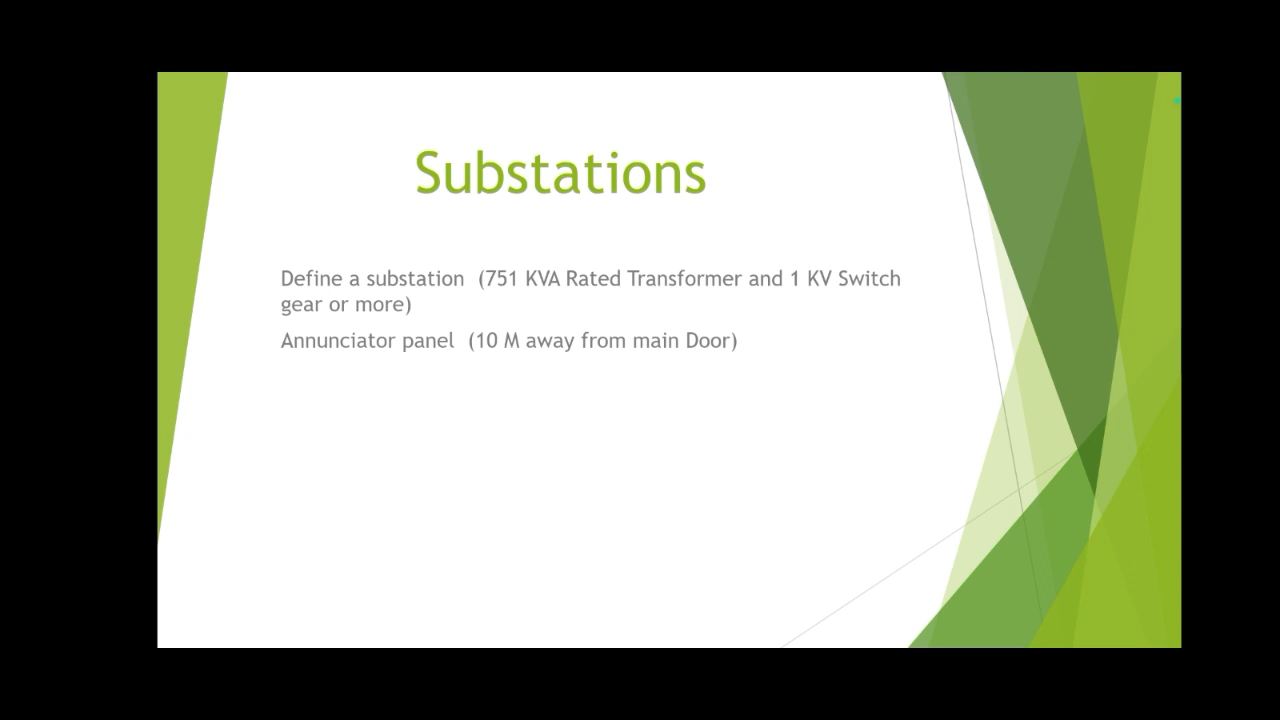 Substations
Define a substation  (751 KVA Rated Transformer and 1 KV Switch
gear or more)
Annunciator panel  (10 M away from main Door)